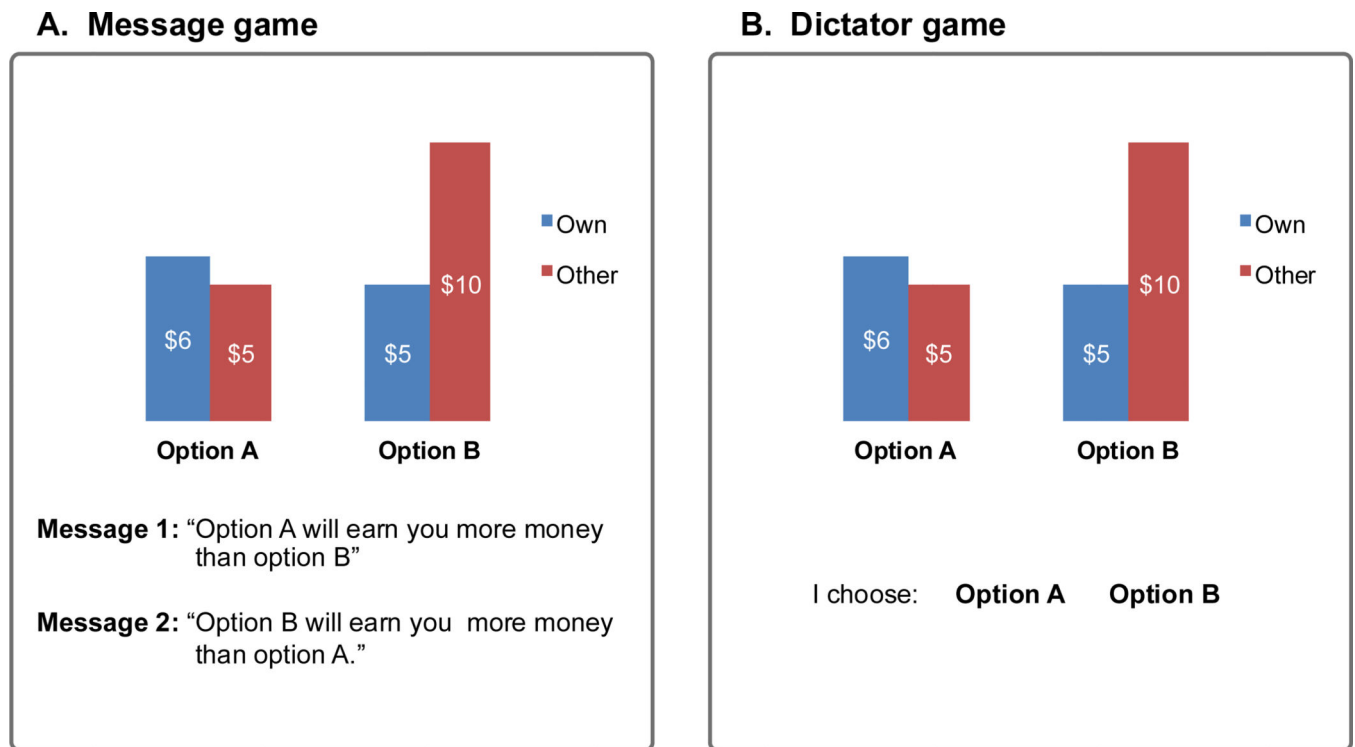 A. Message game
Own
Other
$6
$5
$5
$10
Option A
Option B
Message 1: “Option A will earn you more money
than option B”
Message 2: “Option B will earn you  more money
than option A.”
B. Dictator game
Own
Other
$6
$5
$5
$10
Option A
Option B
I choose: Option A Option B